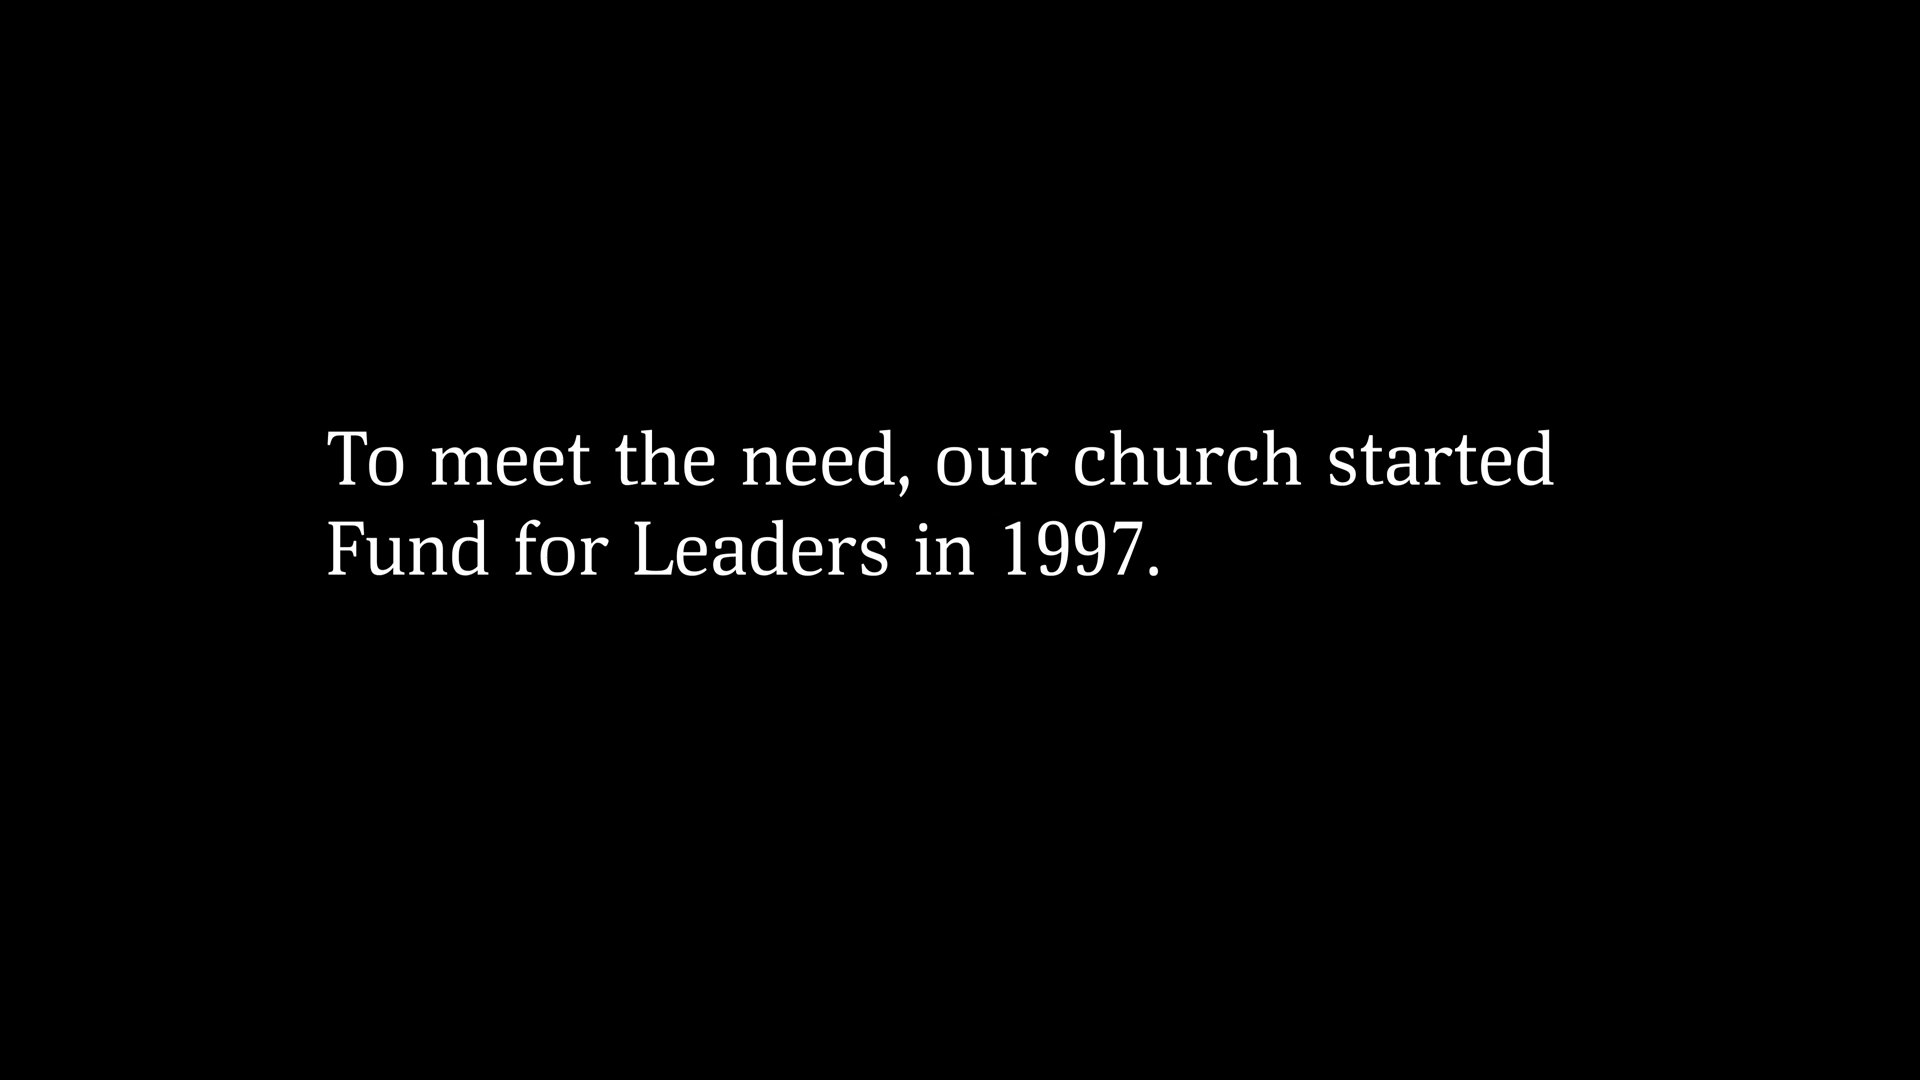 To meet the need, our church started
Fund for Leaders in 1997.